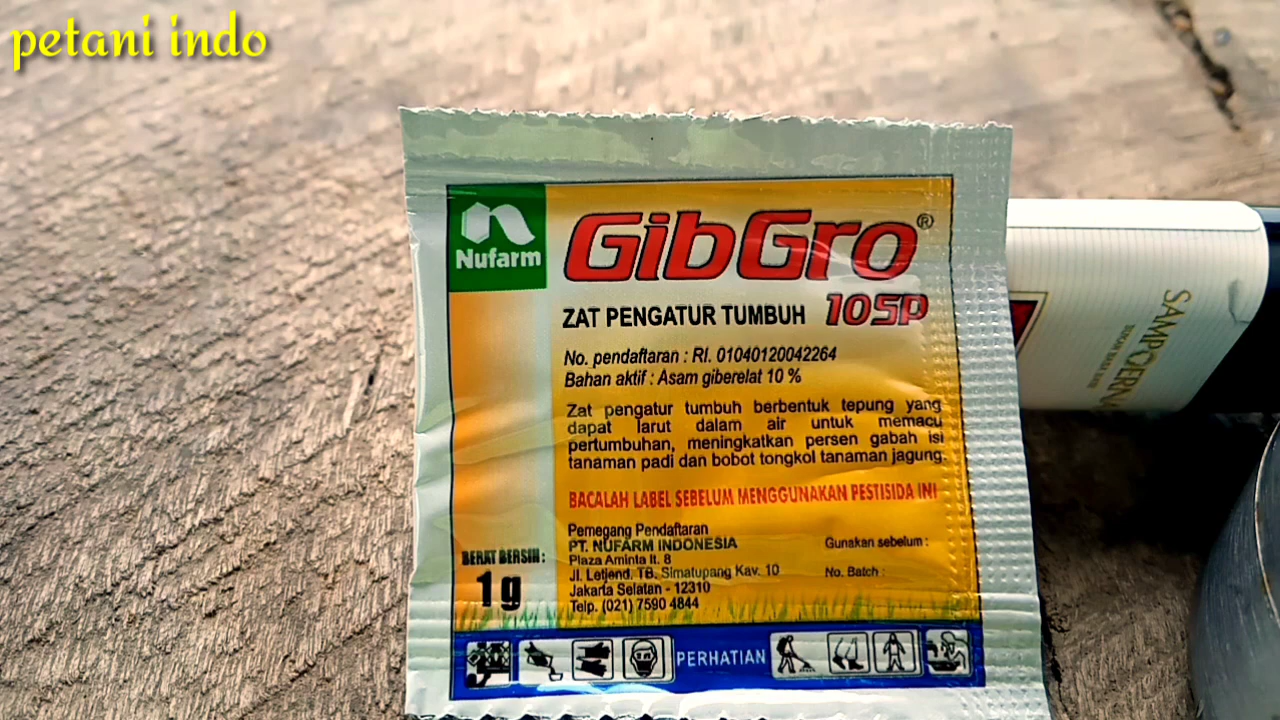 petani indo
Nufarm
GibGro®
ZAT PENGATUR TUMBUH 10SP
No. pendaftaran : RI. 01040120042264
Bahan aktif : Asam giberelat 10 %
Zat pengatur tumbuh berbentuk tepung yang
dapat larut dalam air untuk memacu
pertumbuhan, meningkatkan persen gabah isi
tanaman padi dan bobot tongkol tanaman jagung.
BACALAH LABEL SEBELUM MENGGUNAKAN PESTISIDA INI
Pemegang Pendaftaran
PT. NUFARM INDONESIA
Plaza Aminta lt. 8
Jl. Letjend. TB. Simatupang Kav. 10
Jakarta Selatan - 12310
Telp. (021) 7590 4844
Gunakan sebelum :
No. Batch :
BERAT BERSIH :
1 g
PERHATIAN
SAMPOERNA